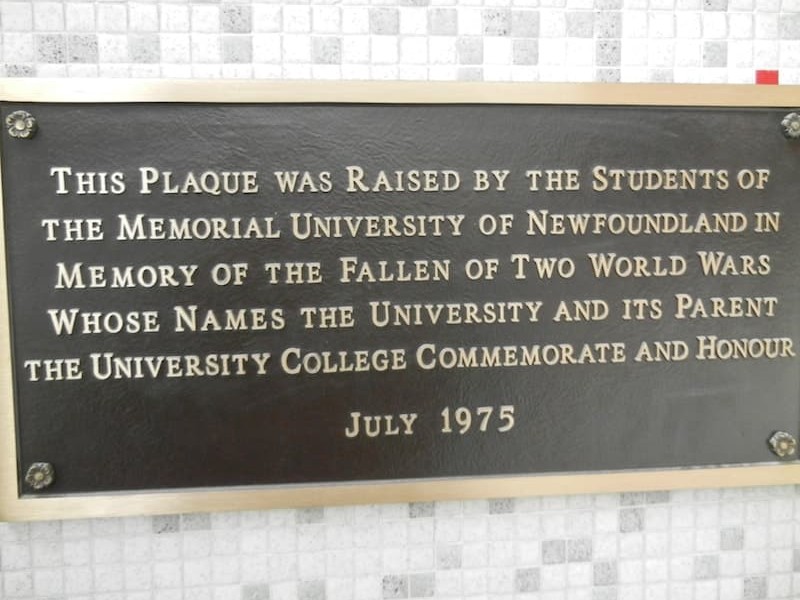 THIS PLAQUE WAS RAISED BY THE STUDENTS OF
THE MEMORIAL UNIVERSITY OF NEWFOUNDLAND IN
MEMORY OF THE FALLEN OF TWO WORLD WARS
WHOSE NAMES THE UNIVERSITY AND ITS PARENT
THE UNIVERSITY COLLEGE COMMEMORATE AND HONOUR
JULY 1975